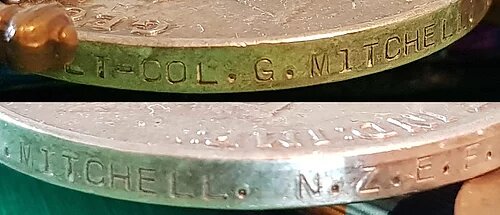 LT-COL. G. MITCHELL.
. MITCHELL. N.Z.E.F.